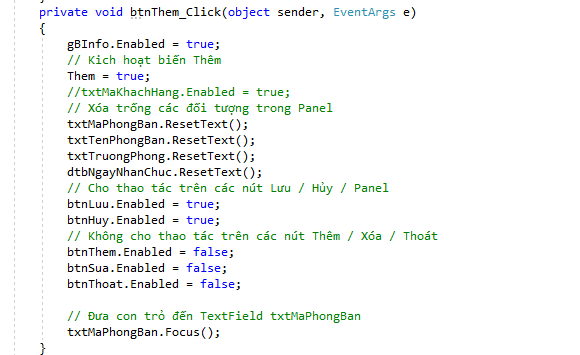 private void btnThem_Click(object sender, EventArgs e)
{
gBInfo.Enabled = true;
// Kich hoạt biến Thêm
Them = true;
//txtMaKhachHang.Enabled = true;
// Xóa trống các đối tượng trong Panel
txtMaPhongBan.ResetText();
txtTenPhongBan.ResetText();
txtTruongPhong.ResetText();
dtbNgayNhanChuc.ResetText();
// Cho thao tác trên các nút Lưu / Hủy / Panel
btnLuu.Enabled = true;
btnHuy.Enabled = true;
// Không cho thao tác trên các nút Thêm / Xóa / Thoát
btnThem.Enabled = false;
btnSua.Enabled = false;
btnThoat.Enabled = false;
// Đưa con trỏ đến TextField txtMaPhongBan
txtMaPhongBan.Focus();
}